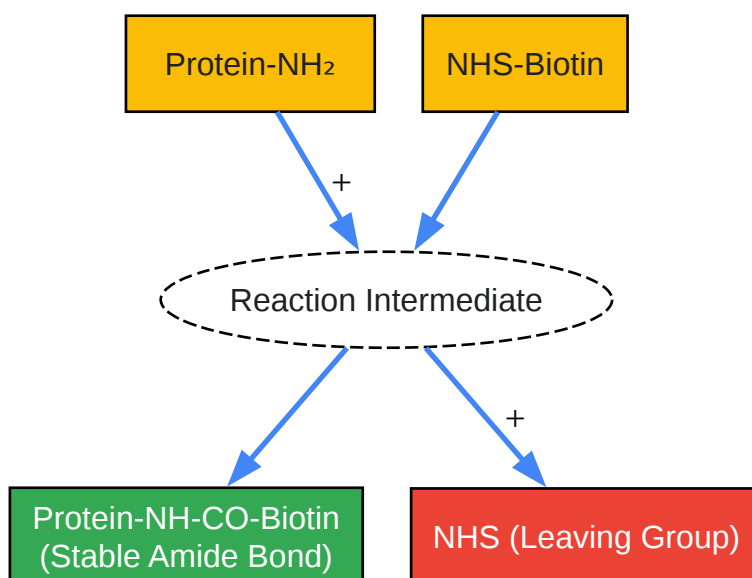 Protein-NH₂
NHS-Biotin
+
Reaction Intermediate
+
Protein-NH-CO-Biotin
(Stable Amide Bond)
NHS (Leaving Group)